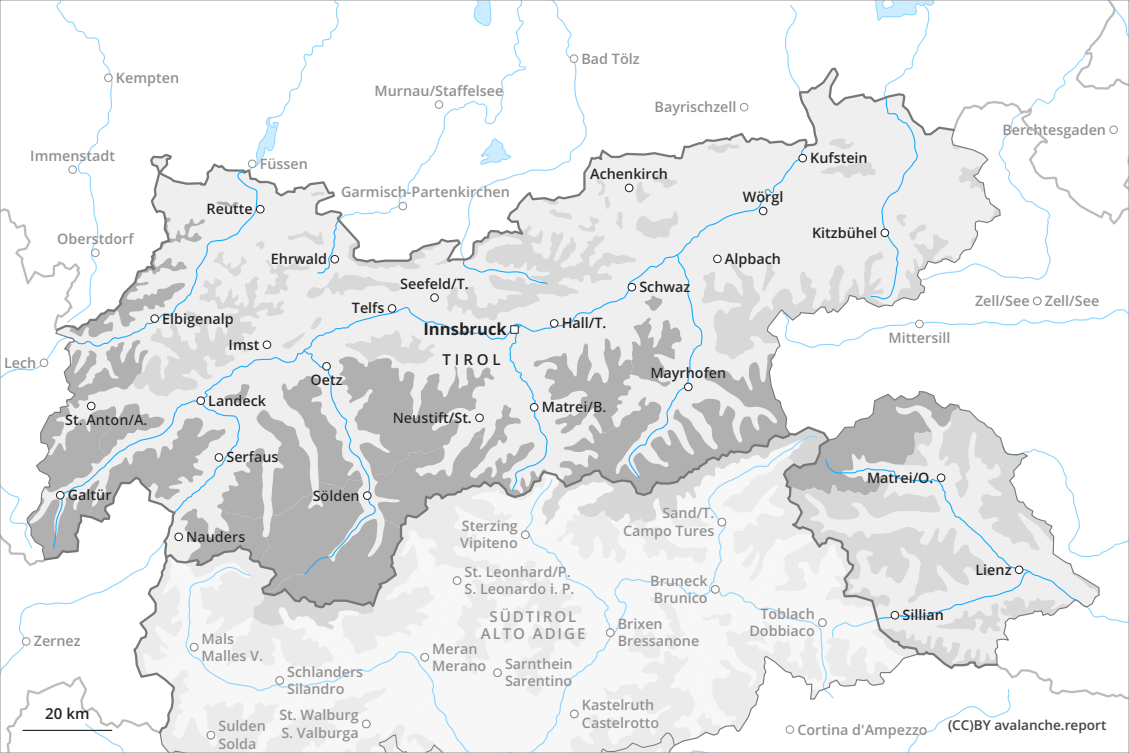 Kempten
Bad Tölz
Murnau/Staffelsee
Bayrischzell
Berchtesgaden
Immenstadt
Füssen
Kufstein
Achenkirch
Garmisch-Partenkirchen
Wörgl
Reutte
Oberstdorf
Kitzbühel
Ehrwald
Alpbach
Seefeld/T.
Schwaz
Zell/See
Zell/See
Telfs
Elbigenalp
Innsbruck
Hall/T.
Mittersill
Imst
TIROL
Lech
Oetz
Mayrhofen
Landeck
St. Anton/A.
Neustift/St.
Matrei/B.
Serfaus
Matrei/O.
Galtür
Sölden
Sand/T.
Campo Tures
Sterzing
Vipiteno
Nauders
Lienz
St. Leonhard/P.
S. Leonardo i. P.
Bruneck
Brunico
SÜDTIROL
ALTO ADIGE
Toblach
Dobbiaco
Sillian
Brixen
Bressanone
Zernez
Mals
Malles V.
Meran
Merano
Sarnthein
Sarentino
Schlanders
Silandro
St. Walburg
S. Valburga
Kastelruth
Castelrotto
20 km
Sulden
Solda
Cortina d'Ampezzo
(CC)BY avalanche.report